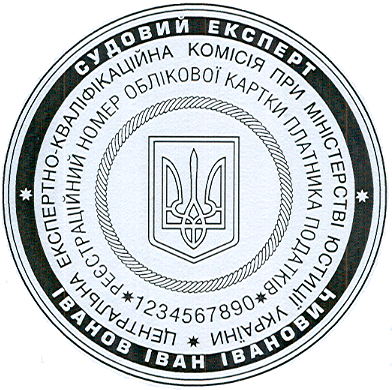 СУДОВИЙ ЕКСПЕРТ
ІВАНОВ ІВАН ІВАНОВИЧ
ЦЕНТРАЛЬНА ЕКСПЕРТНО-КВАЛІФІКАЦІЙНА КОМІСІЯ ПРИ МІНІСТЕРСТВІ ЮСТИЦІЇ УКРАЇНИ
РЕЄСТРАЦІЙНИЙ НОМЕР ОБЛІКОВОЇ КАРТКИ ПЛАТНИКА ПОДАТКІВ
*1234567890*